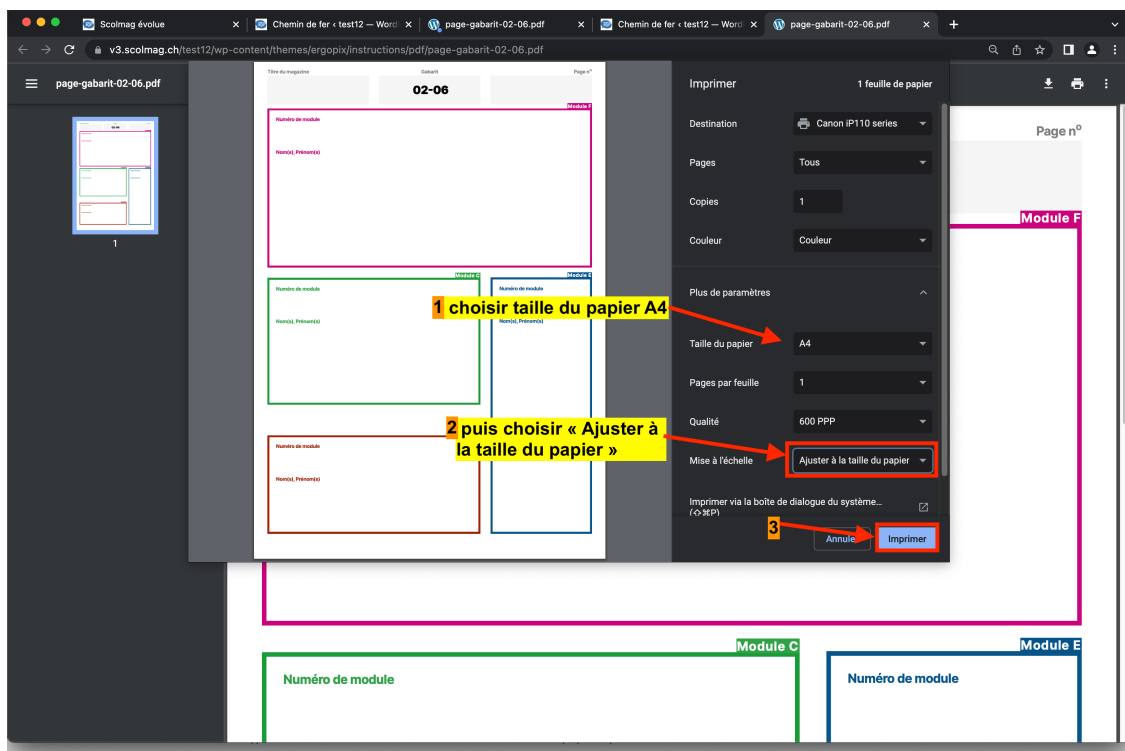 Scolmag évolue
Chemin de fer ‹ test12 — Word
page-gabarit-02-06.pdf
Chemin de fer ‹ test12 — Word
page-gabarit-02-06.pdf
v3.scolmag.ch/test12/wp-content/themes/ergopix/instructions/pdf/page-gabarit-02-06.pdf
page-gabarit-02-06.pdf
1
Titre du magazine
Gabarit
Page n°
02-06
Module F
Numéro de module
Nom(s), Prénom(s)
Module C
Numéro de module
Nom(s), Prénom(s)
Module E
Numéro de module
Nom(s), Prénom(s)
Numéro de module
Nom(s), Prénom(s)
1 choisir taille du papier A4
2 puis choisir « Ajuster à
la taille du papier »
3
Imprimer
1 feuille de papier
Destination
Canon iP110 series
Pages
Tous
Copies
1
Couleur
Couleur
Plus de paramètres
Taille du papier
A4
Pages par feuille
1
Qualité
600 PPP
Mise à l'échelle
Ajuster à la taille du papier
Imprimer via la boîte de dialogue du système…
(⇧⌘P)
Annuler
Imprimer
Page n°
Module F
Module C
Numéro de module
Module E
Numéro de module